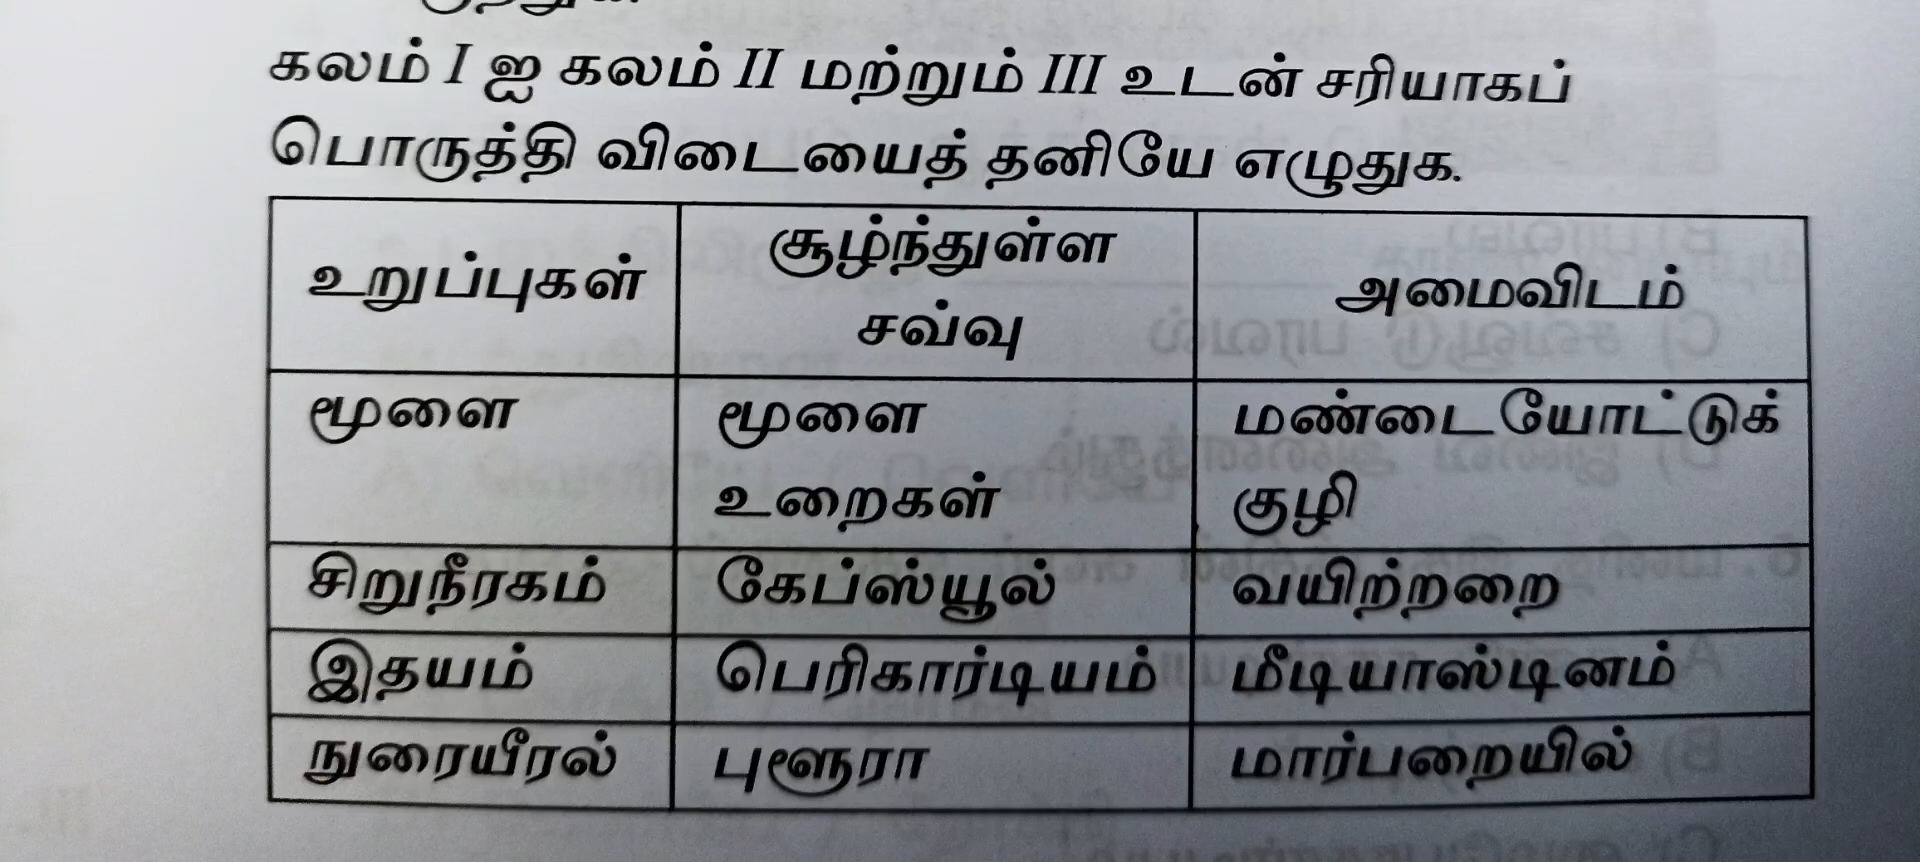 கலம் I ஐ கலம் II மற்றும் III உடன் சரியாகப்
பொருத்தி விடையைத் தனியே எழுதுக.
உறுப்புகள்
சூழ்ந்துள்ள
சவ்வு
அமைவிடம்
மூளை
மூளை
உறைகள்
மண்டையோட்டுக்
குழி
சிறுநீரகம்
கேப்ஸ்யூல்
வயிற்றறை
இதயம்
பெரிகார்டியம்
மீடியாஸ்டினம்
நுரையீரல்
புளூரா
மார்பறையில்